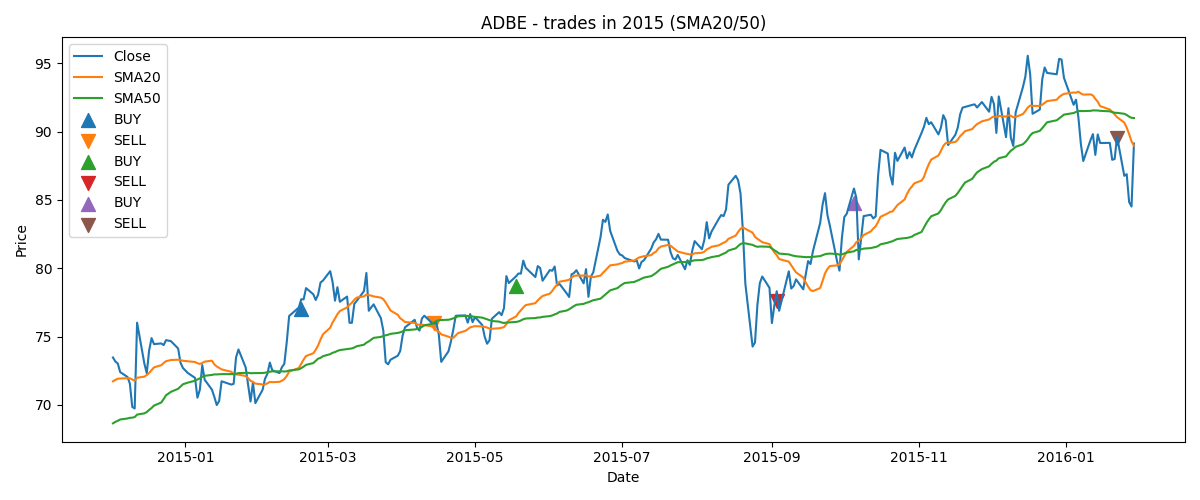 ADBE - trades in 2015 (SMA20/50)
Close
SMA20
SMA50
BUY
SELL
BUY
SELL
BUY
SELL
Price
95
90
85
80
75
70
2015-01 2015-03 2015-05 2015-07 2015-09 2015-11 2016-01
Date